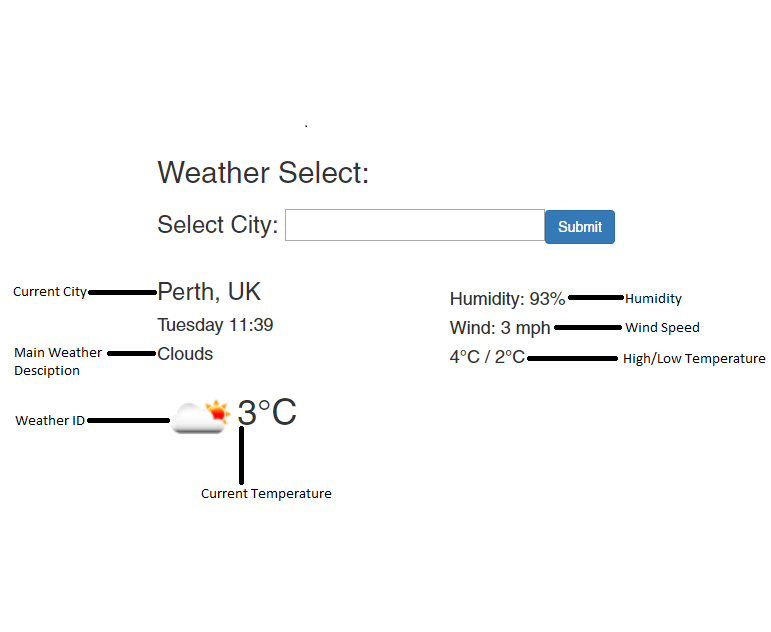 Weather Select:
Select City: Submit
Current City Perth, UK
Humidity: 93% Humidity
Tuesday 11:39
Wind: 3 mph Wind Speed
Main Weather
Desciption
Clouds
4°C / 2°C High/Low Temperature
Weather ID 3°C
Current Temperature